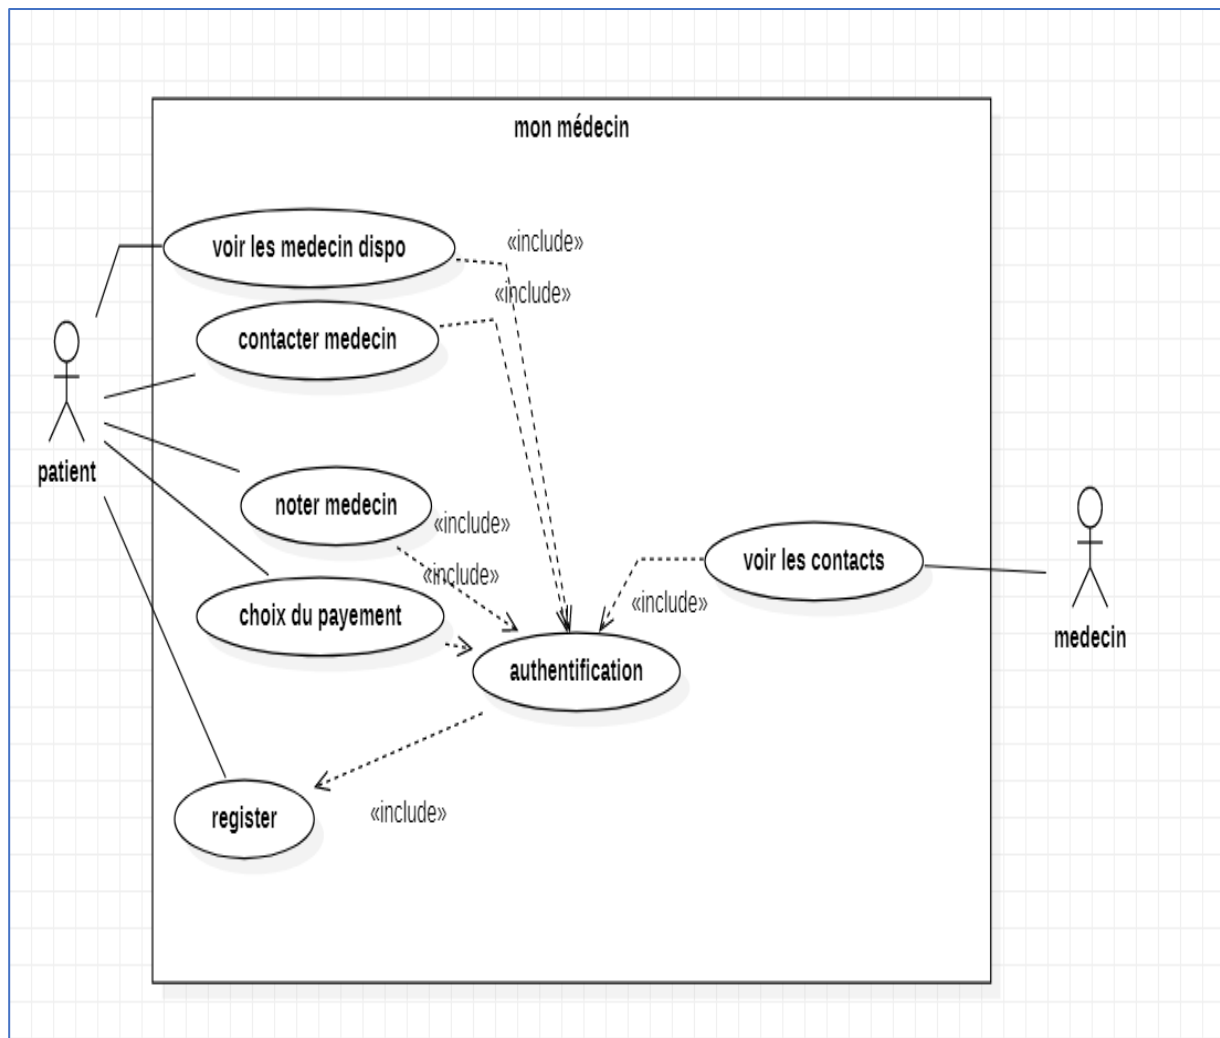 mon médecin
voir les medecin dispo
«include»
«include»
contacter medecin
patient
noter medecin
«include»
«include»
voir les contacts
«include»
choix du payement
medecin
authentification
register
«include»